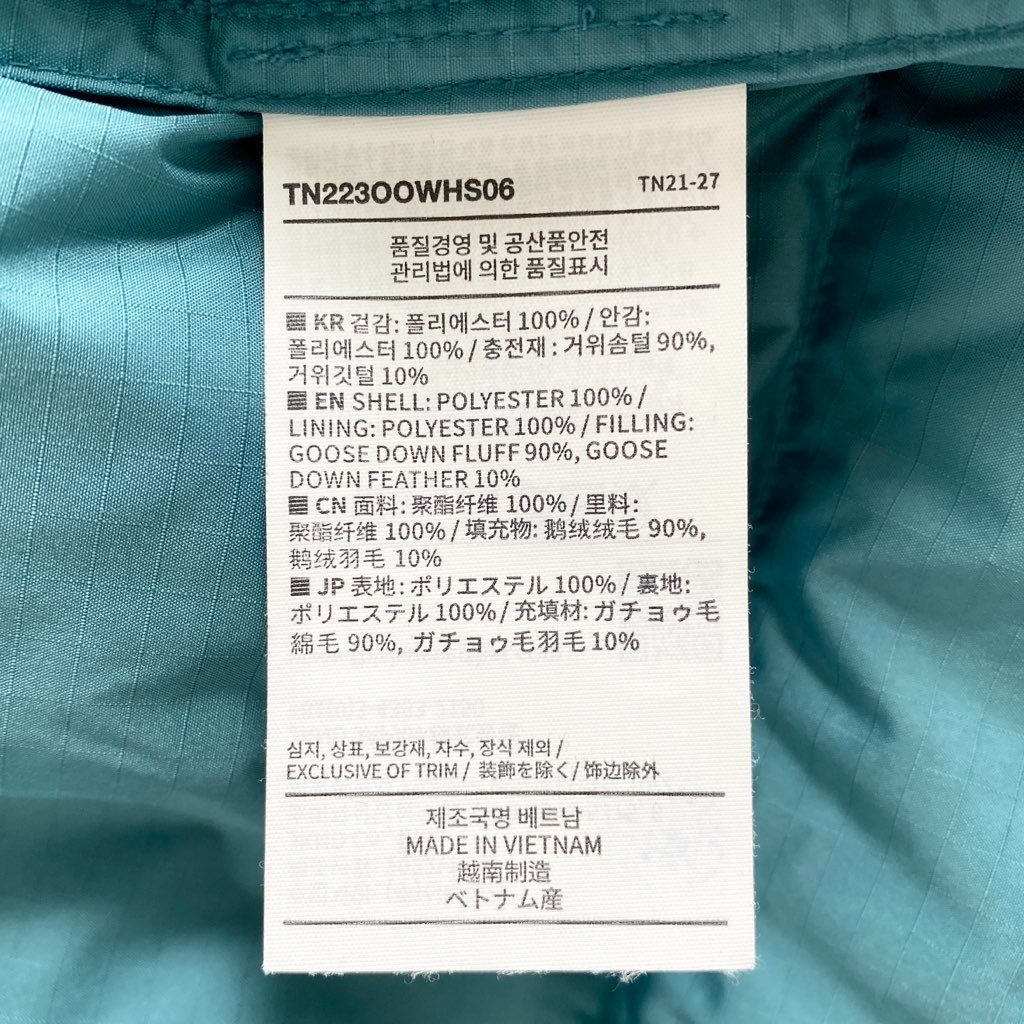 TN223OOWHS06 TN21-27
품질경영 및 공산품안전
관리법에 의한 품질표시
KR 겉감: 폴리에스터 100% / 안감:
폴리에스터 100% / 충전재 : 거위솜털 90%,
거위깃털 10%
EN SHELL: POLYESTER 100% /
LINING: POLYESTER 100% / FILLING:
GOOSE DOWN FLUFF 90%, GOOSE
DOWN FEATHER 10%
CN 面料: 聚酯纤维 100% / 里料:
聚酯纤维 100% / 填充物: 鹅绒绒毛 90%,
鹅绒羽毛 10%
JP 表地: ポリエステル 100% / 裏地:
ポリエステル 100% / 充填材: ガチョゥ毛
綿毛 90%, ガチョゥ毛羽毛 10%
심지, 상표, 보강재, 자수, 장식 제외 /
EXCLUSIVE OF TRIM / 装飾を除く / 饰边除外
제조국명 베트남
MADE IN VIETNAM
越南制造
ベトナム産